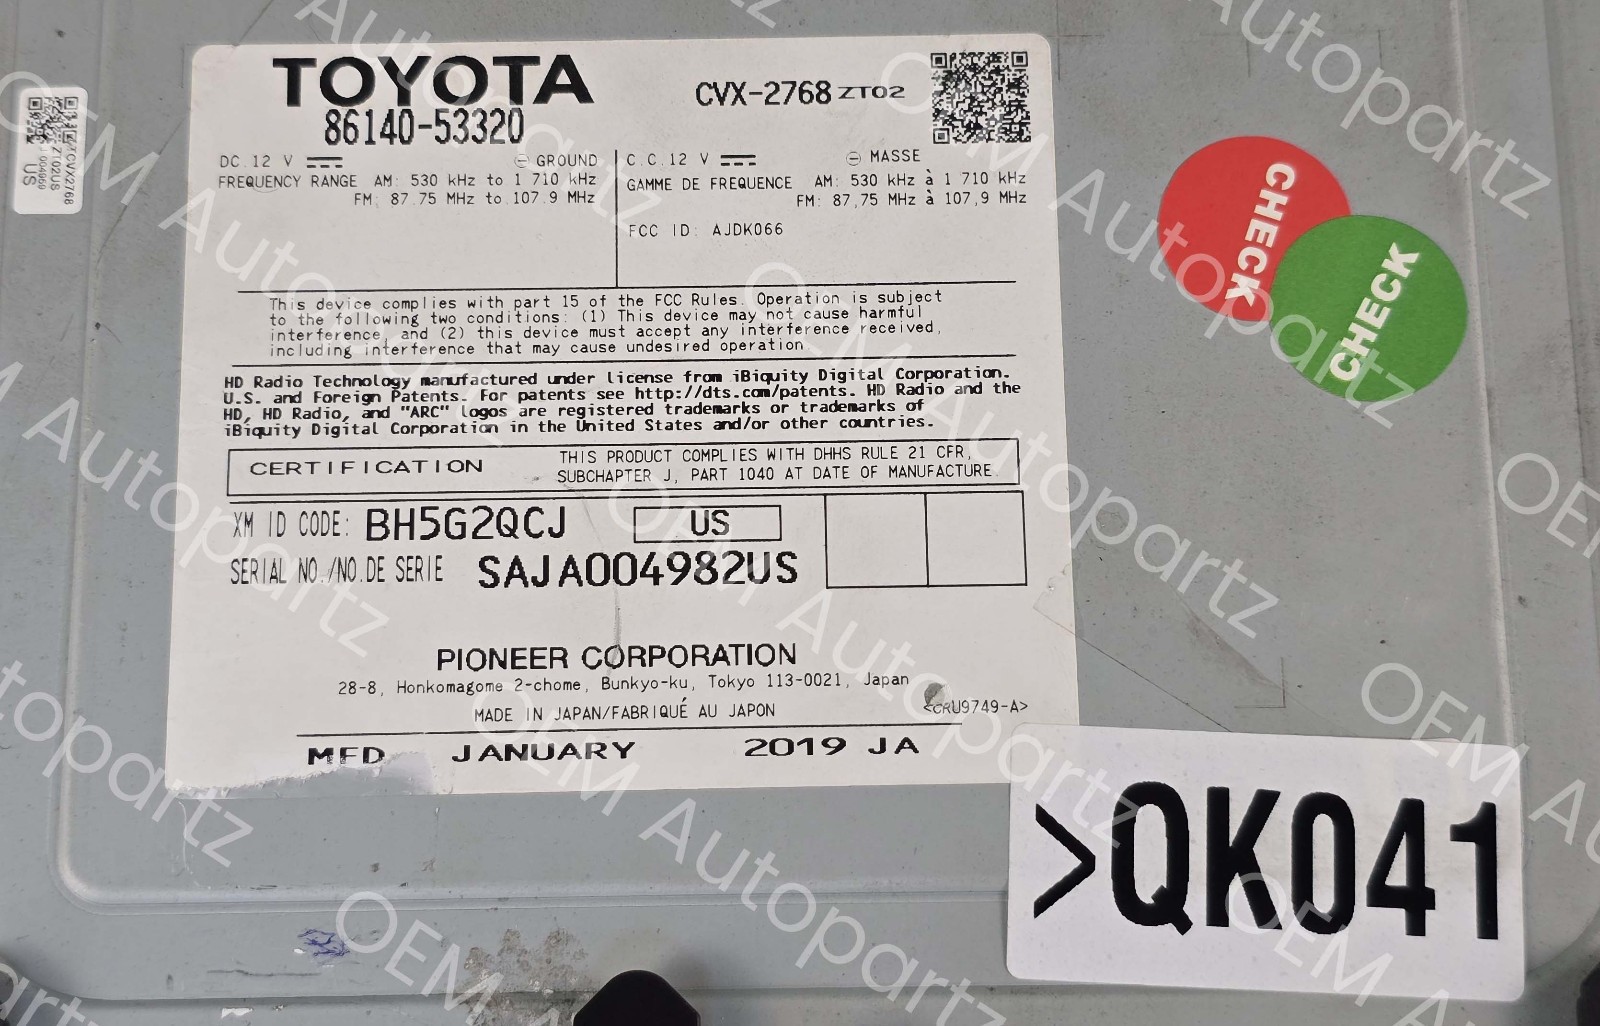 TOYOTA
86140-53320
CVX-2768 ZT02
DC.12 V
GROUND
FREQUENCY RANGE AM: 530 kHz to 1 710 kHz
FM: 87.75 MHz to 107.9 MHz
C.C.12 V
MASSE
GAMME DE FREQUENCE AM: 530 kHz à 1 710 kHz
FM: 87,75 MHz à 107,9 MHz
FCC ID: AJDK066
This device complies with part 15 of the FCC Rules. Operation is subject
to the following two conditions: (1) This device may not cause harmful
interference, and (2) this device must accept any interference received,
including interference that may cause undesired operation.
HD Radio Technology manufactured under license from iBiquity Digital Corporation.
U.S. and Foreign Patents. For patents see http://dts.com/patents. HD Radio and the
HD, HD Radio, and "ARC" logos are registered trademarks or trademarks of
iBiquity Digital Corporation in the United States and/or other countries.
CERTIFICATION
THIS PRODUCT COMPLIES WITH DHHS RULE 21 CFR,
SUBCHAPTER J, PART 1040 AT DATE OF MANUFACTURE.
XM ID CODE: BH5G2QCJ
US
SERIAL NO./NO.DE SERIE SAJA004982US
PIONEER CORPORATION
28-8, Honkomagome 2-chome, Bunkyo-ku, Tokyo 113-0021, Japan
MADE IN JAPAN/FABRIQUÉ AU JAPON
<CRU9749-A>
MFD JANUARY 2019 JA
CHECK
CHECK
>QK041
CVX2768
ZT02US
004969
US
OEM Autopartz